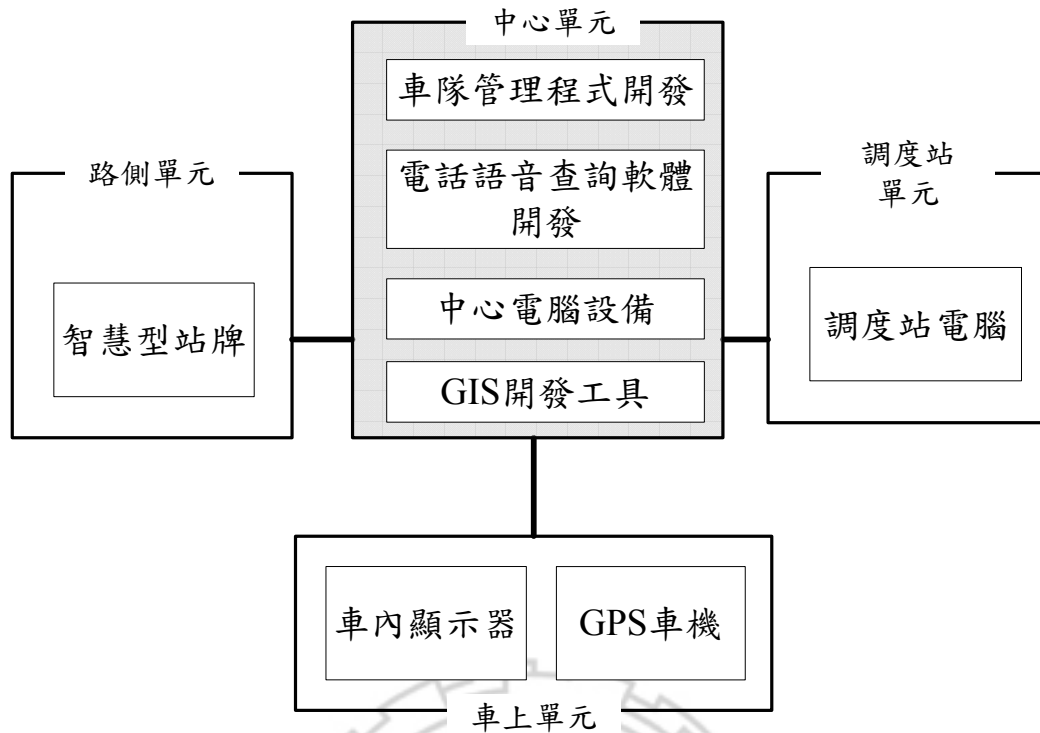 中心單元
車隊管理程式開發
電話語音查詢軟體
開發
中心電腦設備
GIS開發工具
路側單元
智慧型站牌
調度站
單元
調度站電腦
車內顯示器
GPS車機
車上單元